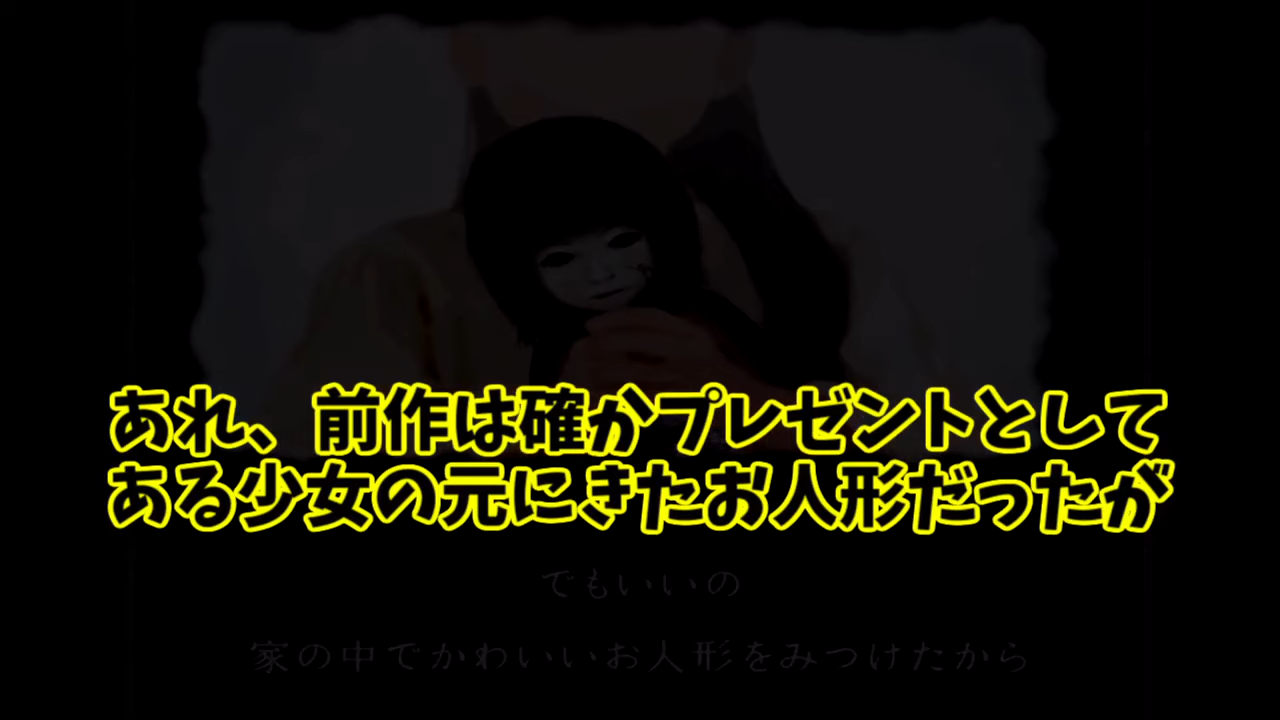 あれ、前作は確かプレゼントとして
ある少女の元にきたお人形だったが
でもいいの
家の中でかわいいお人形をみつけたから